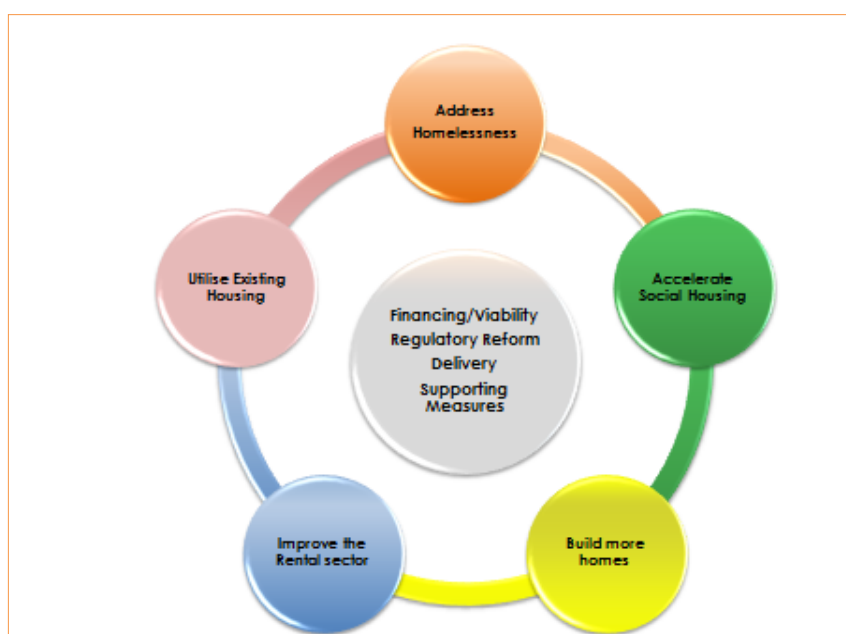 Address
Homelessness
Utilise Existing
Housing
Accelerate
Social Housing
Financing/Viability
Regulatory Reform
Delivery
Supporting
Measures
Improve the
Rental sector
Build more
homes